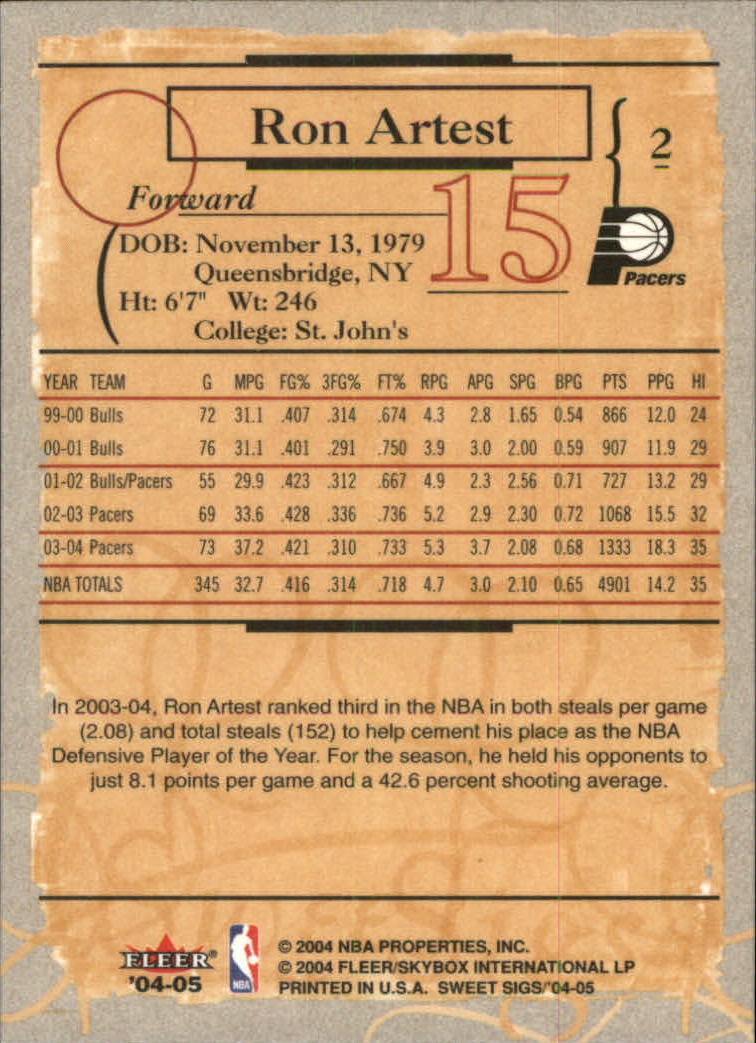 Ron Artest
2
Forward
15
DOB: November 13, 1979
Queensbridge, NY
Ht: 6'7" Wt: 246
College: St. John's
Pacers
YEAR TEAM G MPG FG% 3FG% FT% RPG APG SPG BPG PTS PPG HI
99-00 Bulls 72 31.1 .407 .314 .674 4.3 2.8 1.65 0.54 866 12.0 24
00-01 Bulls 76 31.1 .401 .291 .750 3.9 3.0 2.00 0.59 907 11.9 29
01-02 Bulls/Pacers 55 29.9 .423 .312 .667 4.9 2.3 2.56 0.71 727 13.2 29
02-03 Pacers 69 33.6 .428 .336 .736 5.2 2.9 2.30 0.72 1068 15.5 32
03-04 Pacers 73 37.2 .421 .310 .733 5.3 3.7 2.08 0.68 1333 18.3 35
NBA TOTALS 345 32.7 .416 .314 .718 4.7 3.0 2.10 0.65 4901 14.2 35
In 2003-04, Ron Artest ranked third in the NBA in both steals per game
(2.08) and total steals (152) to help cement his place as the NBA
Defensive Player of the Year. For the season, he held his opponents to
just 8.1 points per game and a 42.6 percent shooting average.
FLEER®
'04-05
NBA
© 2004 NBA PROPERTIES, INC.
© 2004 FLEER/SKYBOX INTERNATIONAL LP
PRINTED IN U.S.A. SWEET SIGS/'04-05